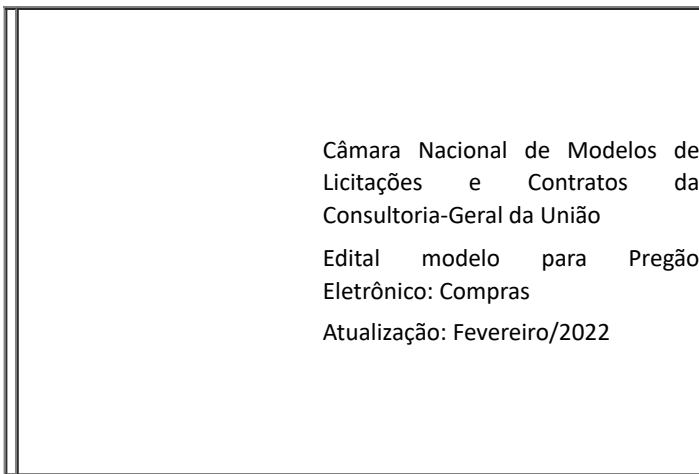 Câmara Nacional de Modelos de
Licitações e Contratos da
Consultoria-Geral da União
Edital modelo para Pregão
Eletrônico: Compras
Atualização: Fevereiro/2022